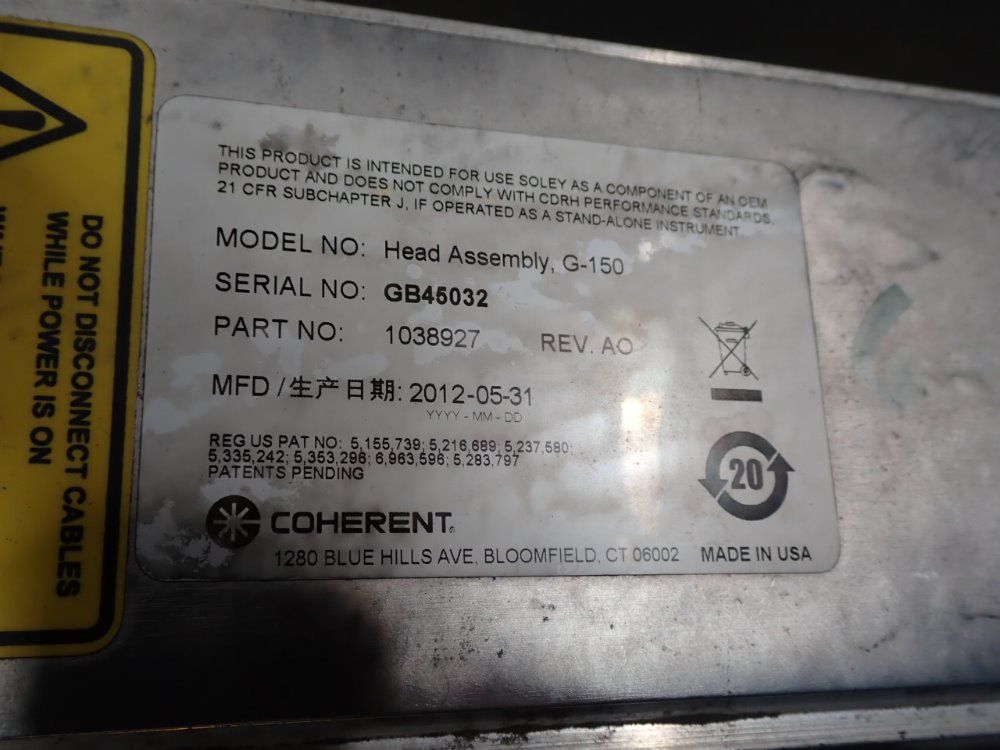 DO NOT DISCONNECT CABLES
WHILE POWER IS ON
THIS PRODUCT IS INTENDED FOR USE SOLEY AS A COMPONENT OF AN OEM
PRODUCT AND DOES NOT COMPLY WITH CDRH PERFORMANCE STANDARDS,
21 CFR SUBCHAPTER J, IF OPERATED AS A STAND-ALONE INSTRUMENT.
MODEL NO: Head Assembly, G-150
SERIAL NO: GB45032
PART NO: 1038927 REV. AO
MFD /生产日期: 2012-05-31
YYYY - MM - DD
REG US PAT NO: 5,155,739; 5,216,689; 5,237,580;
5,335,242; 5,353,296; 6,963,596; 5,283,797
PATENTS PENDING
20
COHERENT®
1280 BLUE HILLS AVE, BLOOMFIELD, CT 06002 MADE IN USA